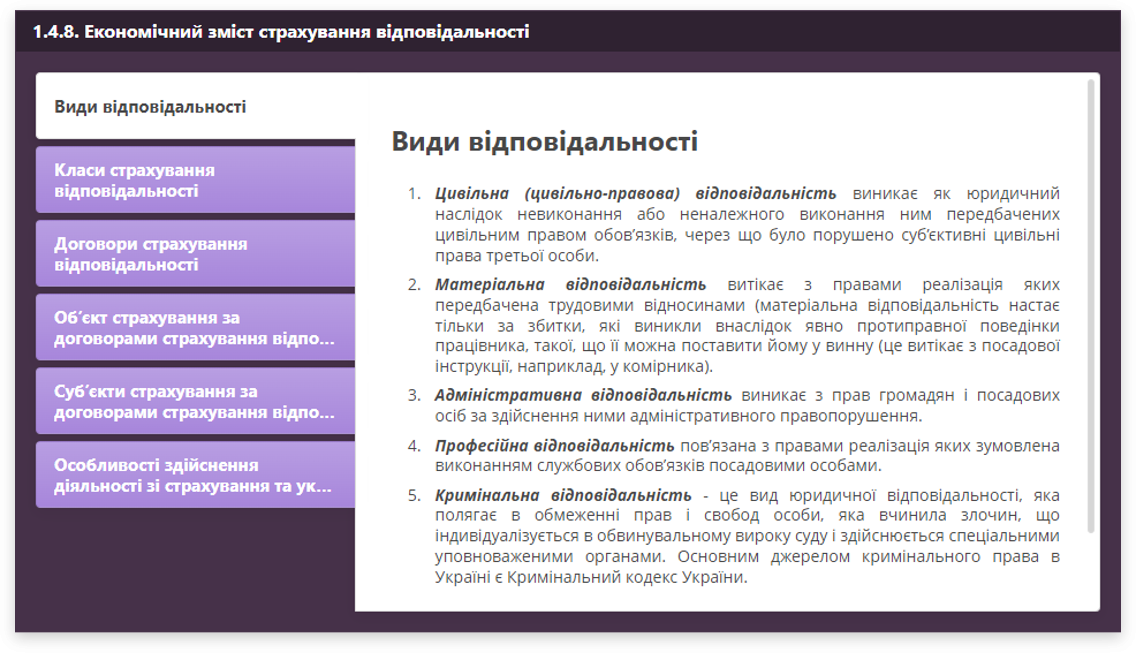 1.4.8. Економічний зміст страхування відповідальності
Види відповідальності
Класи страхування
відповідальності
Договори страхування
відповідальності
Об’єкт страхування за
договорами страхування відпо...
Суб’єкти страхування за
договорами страхування відпо...
Особливості здійснення
діяльності зі страхування та ук...
Види відповідальності
1. Цивільна (цивільно-правова) відповідальність виникає як юридичний
наслідок невиконання або неналежного виконання ним передбачених
цивільним правом обов’язків, через що було порушено суб’єктивні цивільні
права третьої особи.
2. Матеріальна відповідальність витікає з правами реалізація яких
передбачена трудовими відносинами (матеріальна відповідальність настає
тільки за збитки, які виникли внаслідок явно протиправної поведінки
працівника, такої, що її можна поставити йому у винну (це витікає з посадової
інструкції, наприклад, у комірника).
3. Адміністративна відповідальність виникає з прав громадян і посадових
осіб за здійснення ними адміністративного правопорушення.
4. Професійна відповідальність пов’язана з правами реалізація яких зумовлена
виконанням службових обов’язків посадовими особами.
5. Кримінальна відповідальність - це вид юридичної відповідальності, яка
полягає в обмеженні прав і свобод особи, яка вчинила злочин, що
індивідуалізується в обвинувальному вироку суду і здійснюється спеціальними
уповноваженими органами. Основним джерелом кримінального права в
Україні є Кримінальний кодекс України.